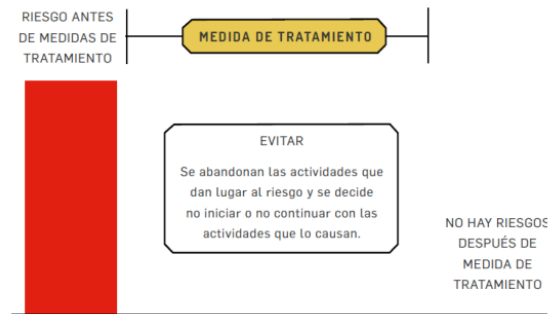 RIESGO ANTES
DE MEDIDAS DE
TRATAMIENTO
MEDIDA DE TRATAMIENTO
EVITAR
Se abandonan las actividades que
dan lugar al riesgo y se decide
no iniciar o no continuar con las
actividades que lo causan.
NO HAY RIESGOS
DESPUÉS DE
MEDIDA DE
TRATAMIENTO